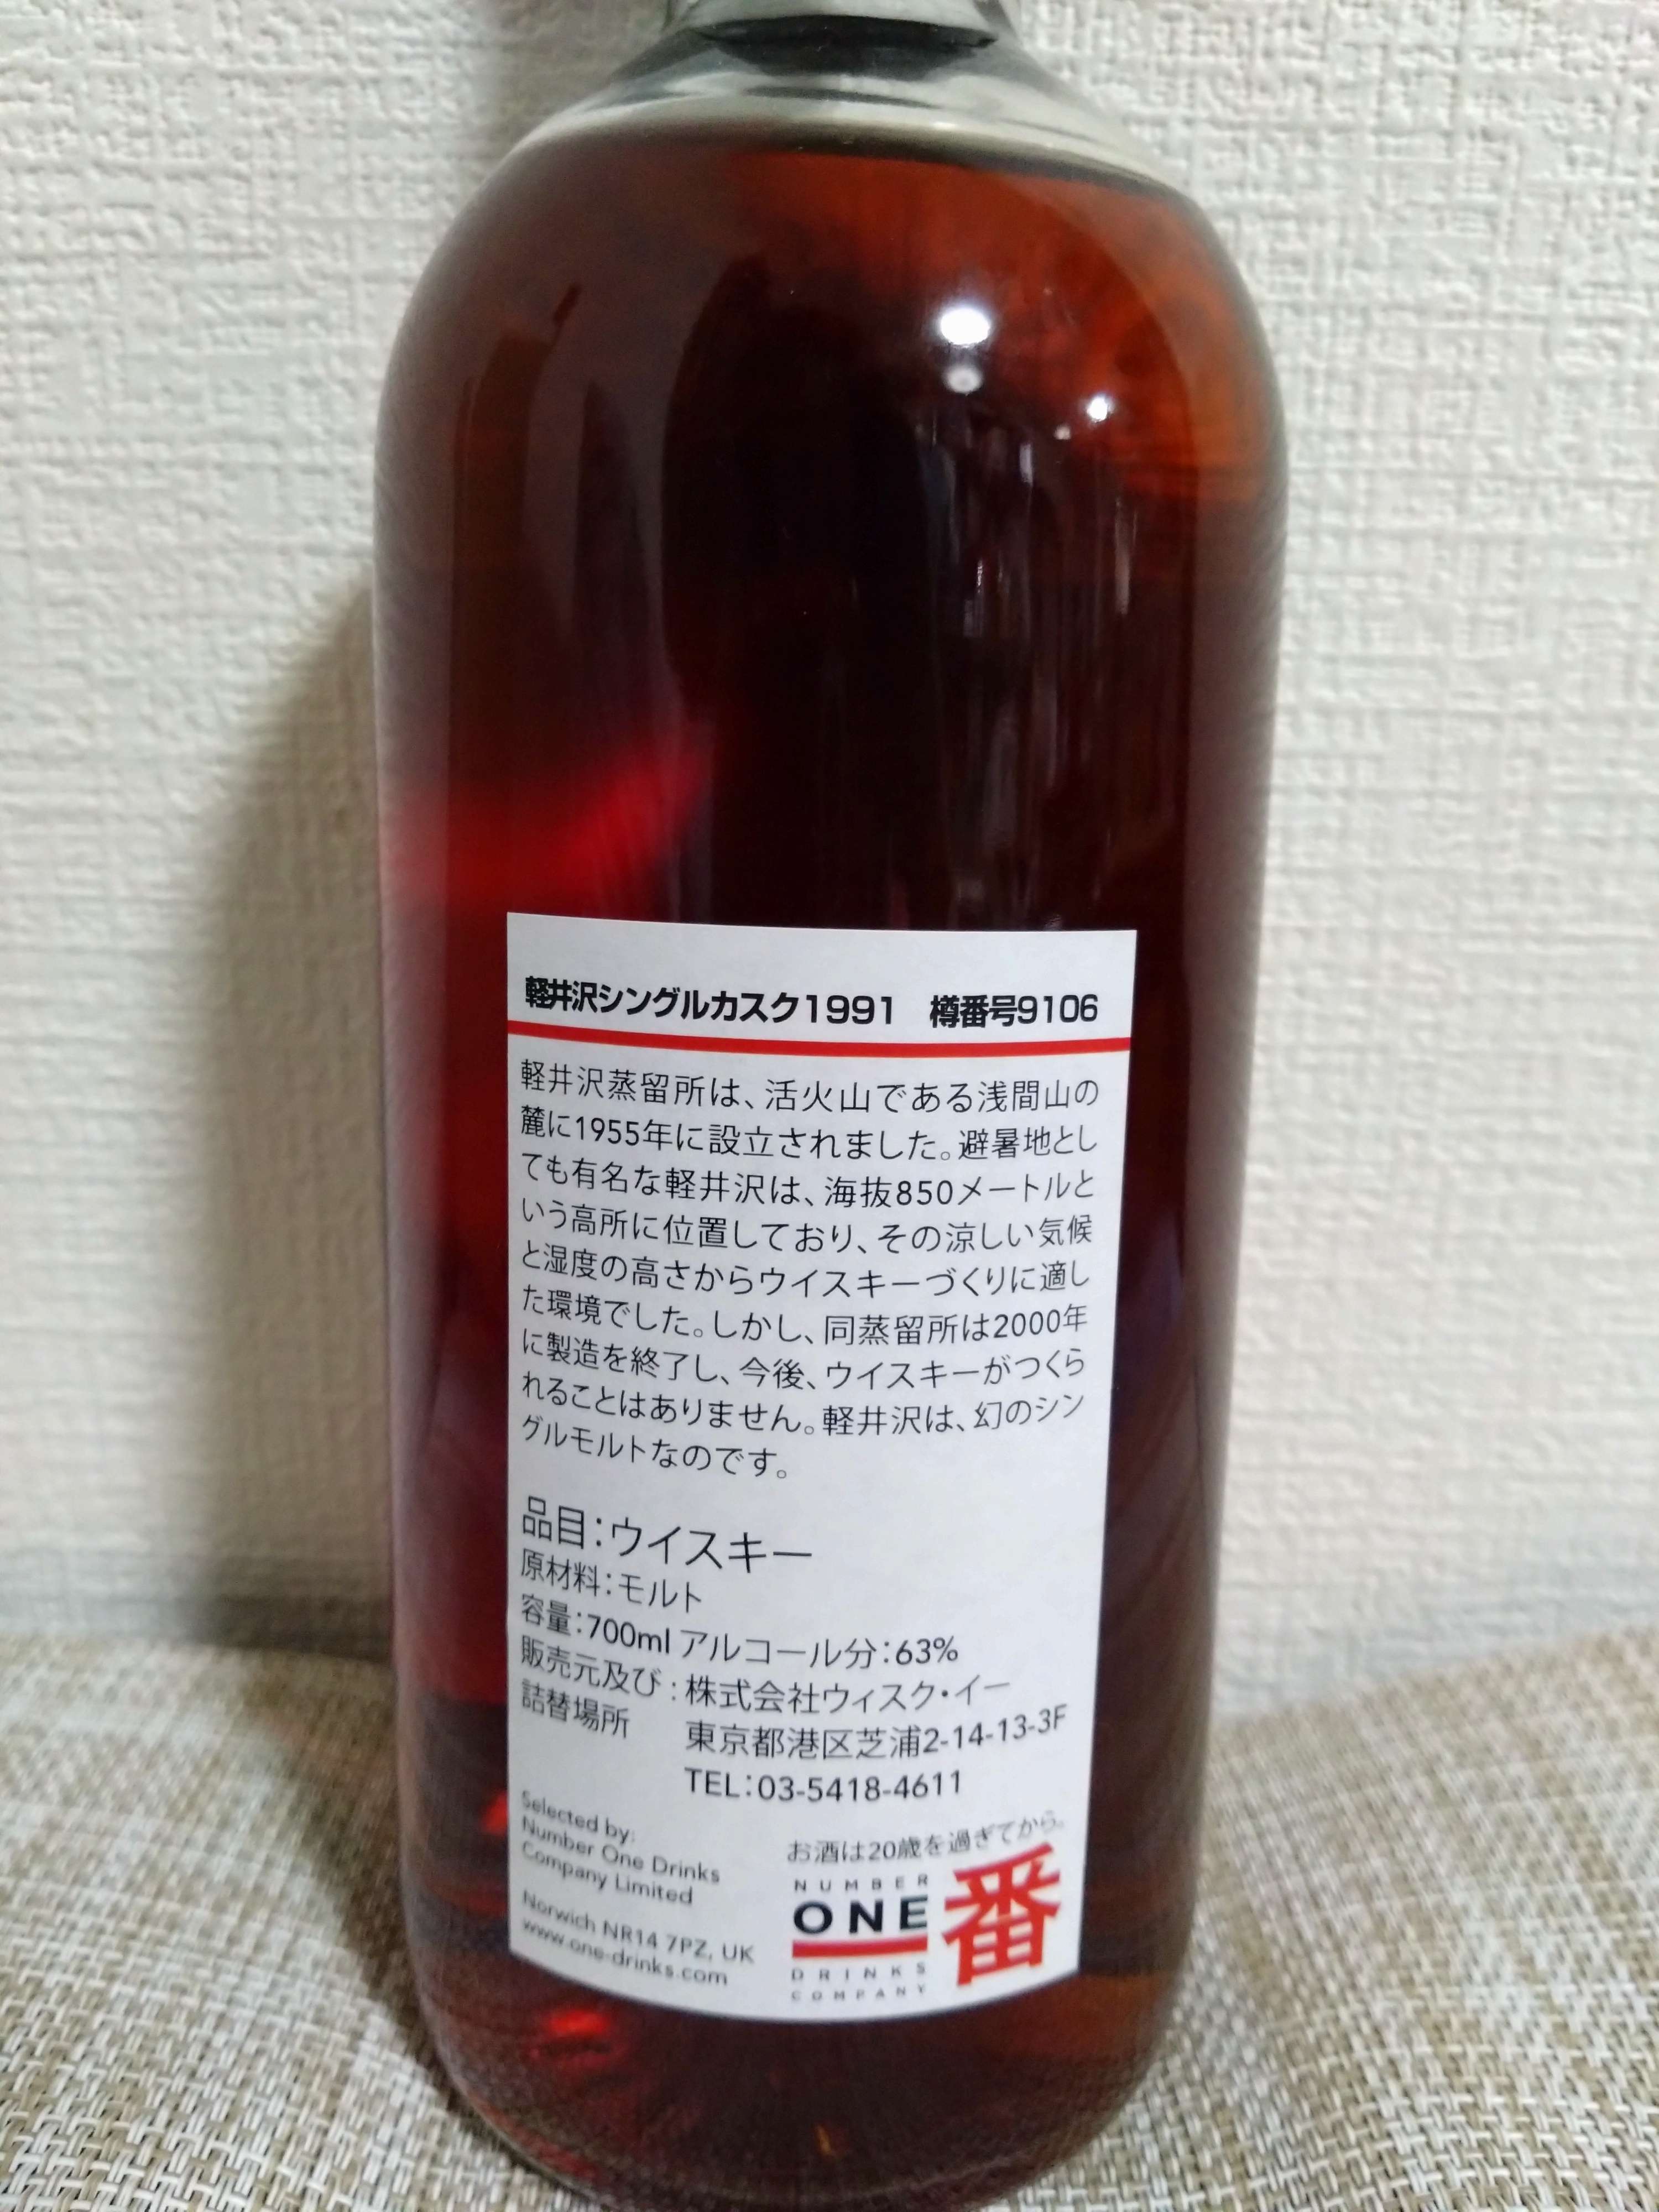 軽井沢シングルカスク1991　樽番号9106
軽井沢蒸留所は、活火山である浅間山の
麓に1955年に設立されました。避暑地とし
ても有名な軽井沢は、海抜850メートルと
いう高所に位置しており、その涼しい気候
と湿度の高さからウイスキーづくりに適し
た環境でした。しかし、同蒸留所は2000年
に製造を終了し、今後、ウイスキーがつくら
れることはありません。軽井沢は、幻のシン
グルモルトなのです。
品目：ウイスキー
原材料：モルト
容量：700ml アルコール分：63%
販売元及び：株式会社ウィスク・イー
詰替場所
東京都港区芝浦2-14-13-3F
TEL：03-5418-4611
Selected by:
Number One Drinks
Company Limited
Norwich NR14 7PZ, UK
www.one-drinks.com
お酒は20歳を過ぎてから。
NUMBER
ONE
番
DRINKS
COMPANY